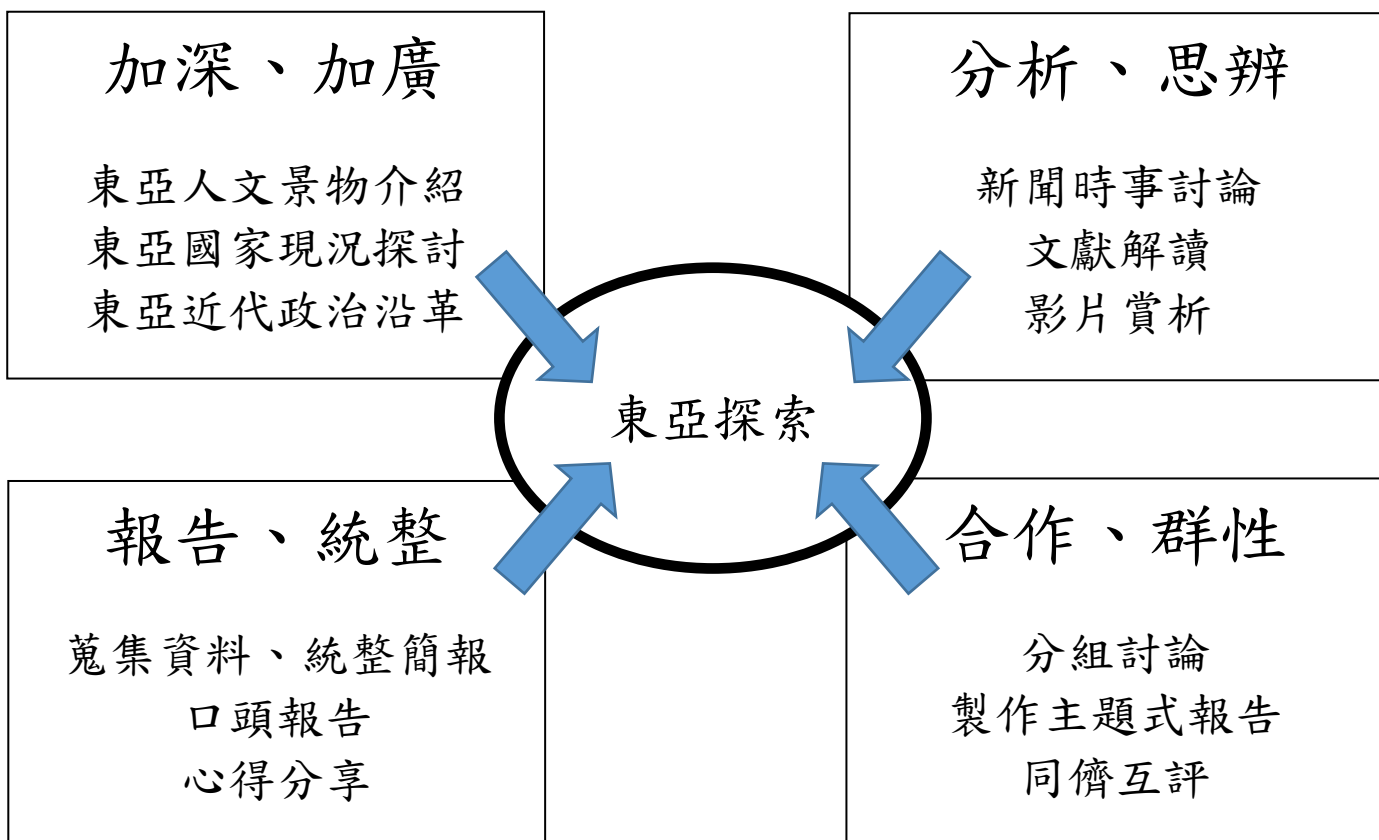 加深、加廣
東亞人文景物介紹
東亞國家現況探討
東亞近代政治沿革
分析、思辨
新聞時事討論
文獻解讀
影片賞析
東亞探索
報告、統整
蒐集資料、統整簡報
口頭報告
心得分享
合作、群性
分組討論
製作主題式報告
同儕互評